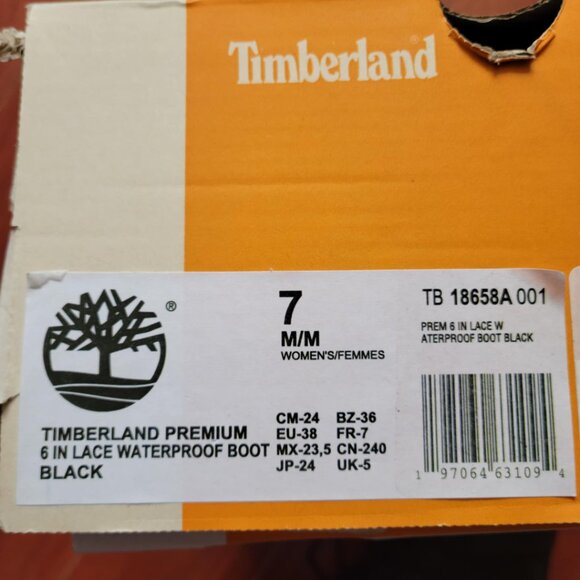 Timberland®
®
7
M/M
WOMEN'S/FEMMES
TB 18658A 001
PREM 6 IN LACE W
ATERPROOF BOOT BLACK
TIMBERLAND PREMIUM
6 IN LACE WATERPROOF BOOT
BLACK
CM-24 BZ-36
EU-38 FR-7
MX-23,5 CN-240
JP-24 UK-5
1 97064 63109 4